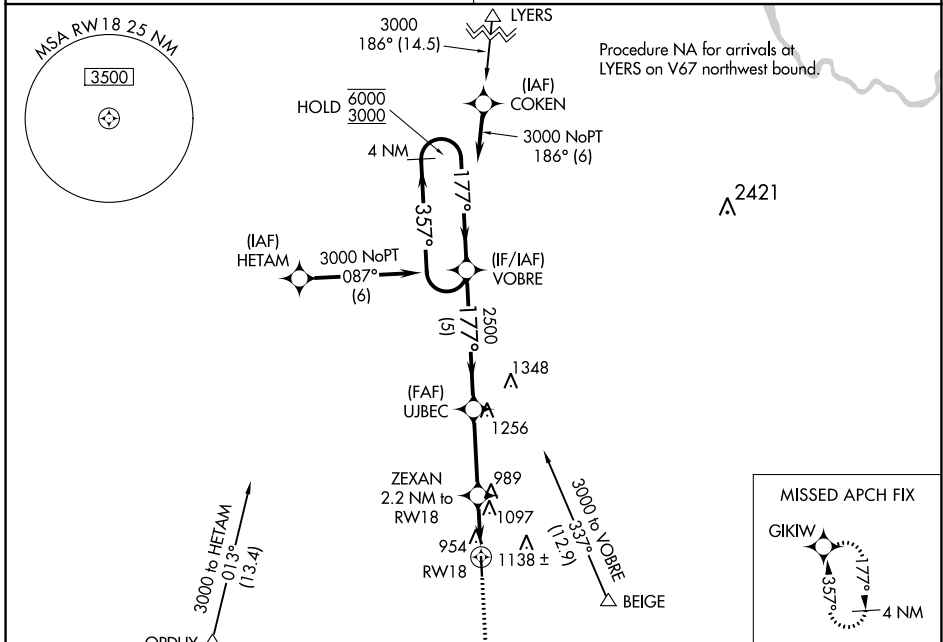 MSA RW18 25 NM
3500
LYERS
3000
186° (14.5)
Procedure NA for arrivals at
LYERS on V67 northwest bound.
(IAF)
COKEN
HOLD 6000
3000
3000 NoPT
186° (6)
4 NM
177°
357°
2421
(IAF)
HETAM
3000 NoPT
087°
(6)
(IF/IAF)
VOBRE
2500
177°
(5)
1348
(FAF)
UJBEC
1256
ZEXAN
2.2 NM to
RW18
989
1097
954
1138 ±
RW18
3000 to HETAM
013°
(13.4)
3000 to VOBRE
337°
(12.9)
BEIGE
MISSED APCH FIX
GIKIW
177°
357°
4 NM